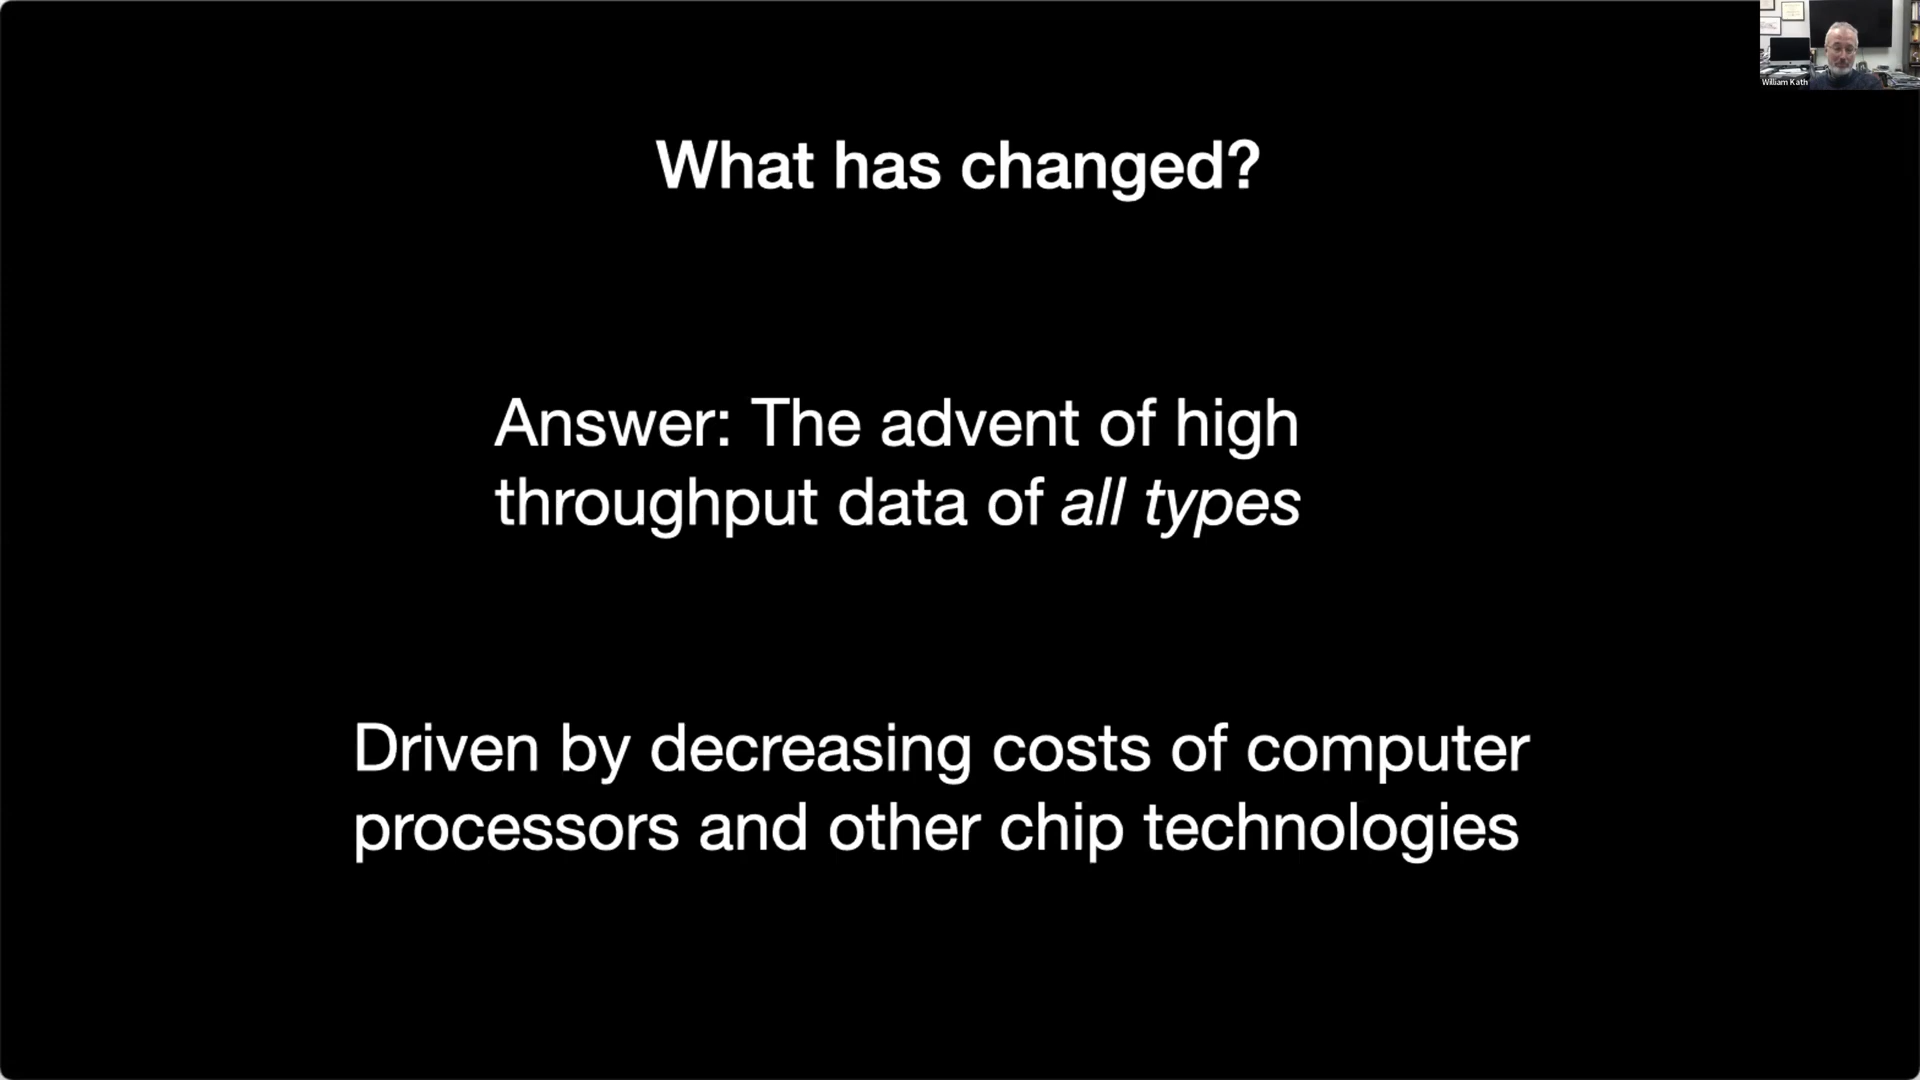 William Kath
What has changed?
Answer: The advent of high
throughput data of all types
Driven by decreasing costs of computer
processors and other chip technologies